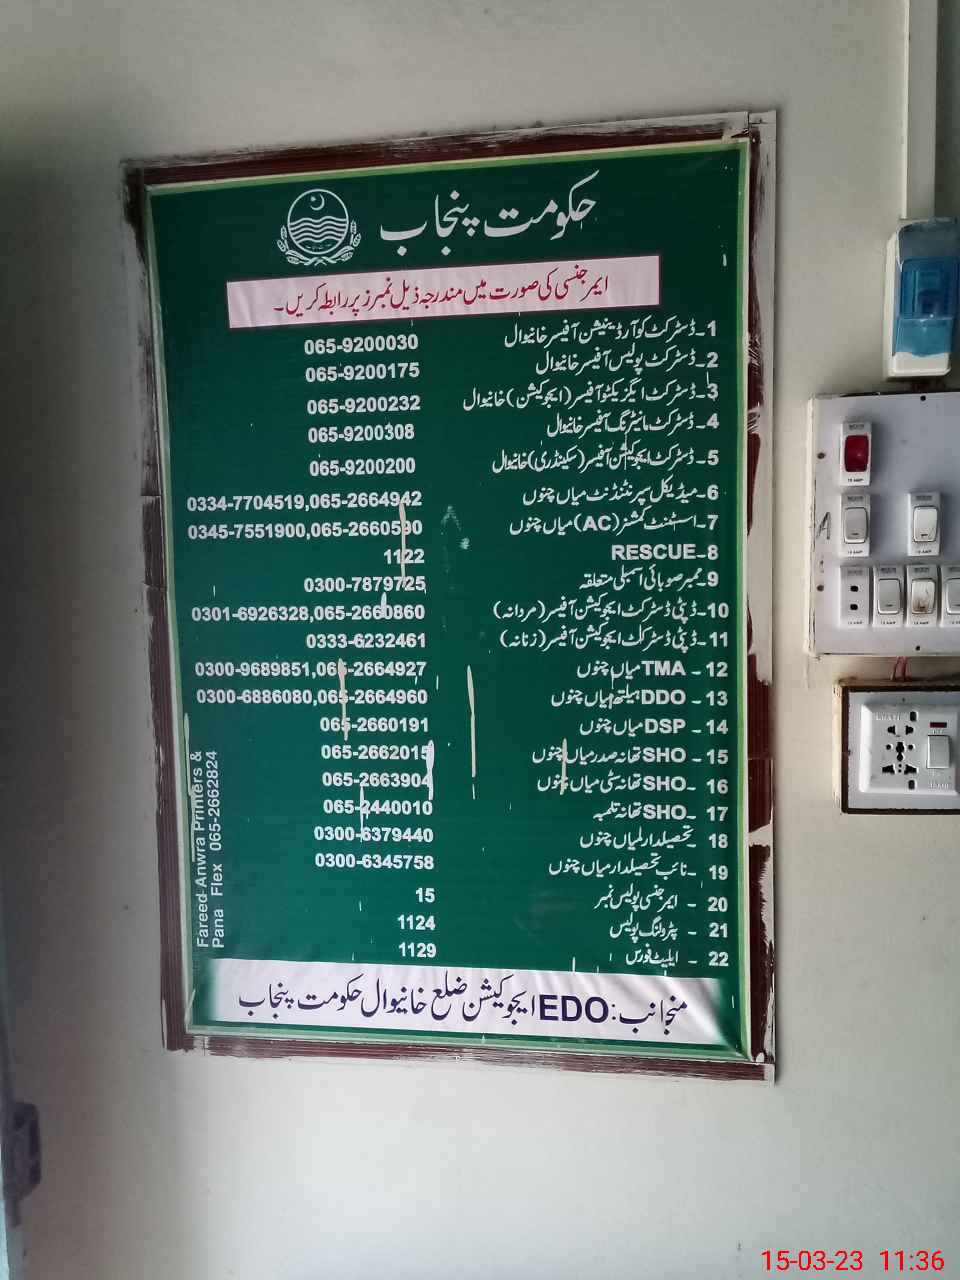 حکومت پنجاب
ایمرجنسی کی صورت میں مندرجہ ذیل نمبرز پر رابطہ کریں۔
1۔ڈسٹرکٹ کوآرڈینیشن آفیسر خانیوال 065-9200030
2۔ڈسٹرکٹ پولیس آفیسر خانیوال 065-9200175
3۔ڈسٹرکٹ ایگزیکٹو آفیسر (ایجوکیشن) خانیوال 065-9200232
4۔ڈسٹرکٹ مانیٹرنگ آفیسر خانیوال 065-9200308
5۔ڈسٹرکٹ ایجوکیشن آفیسر (سکینڈری) خانیوال 065-9200200
6۔میڈیکل سپرنٹنڈنٹ میاں چنوں 0334-7704519,065-2664942
7۔اسسٹنٹ کمشنر (AC) میاں چنوں 0345-7551900,065-2660590
8۔RESCUE 1122
9۔ممبر صوبائی اسمبلی متعلقہ 0300-7879725
10۔ڈپٹی ڈسٹرکٹ ایجوکیشن آفیسر (مردانہ) 0301-6926328,065-2660860
11۔ڈپٹی ڈسٹرکٹ ایجوکیشن آفیسر (زنانہ) 0333-6232461
12 ۔ TMA میاں چنوں 0300-9689851,065-2664927
13 ۔ DDO ہیلتھ میاں چنوں 0300-6886080,065-2664960
14 ۔ DSP میاں چنوں 065-2660191
15 ۔ SHO تھانہ صدر میاں چنوں 065-2662015
16 ۔SHO تھانہ سٹی میاں چنوں 065-2663904
17 ۔SHO تھانہ تلمبہ 065-2440010
18 ۔تحصیلدار میاں چنوں 0300-6379440
19 ۔نائب تحصیلدار میاں چنوں 0300-6345758
20 ۔ ایمرجنسی پولیس نمبر 15
21 ۔ پٹرولنگ پولیس 1124
22 ۔ ایلیٹ فورس 1129
منجانب: EDO ایجوکیشن ضلع خانیوال حکومت پنجاب
Fareed Anwra Printers &
Pana Flex 065-2662824
15-03-23 11:36